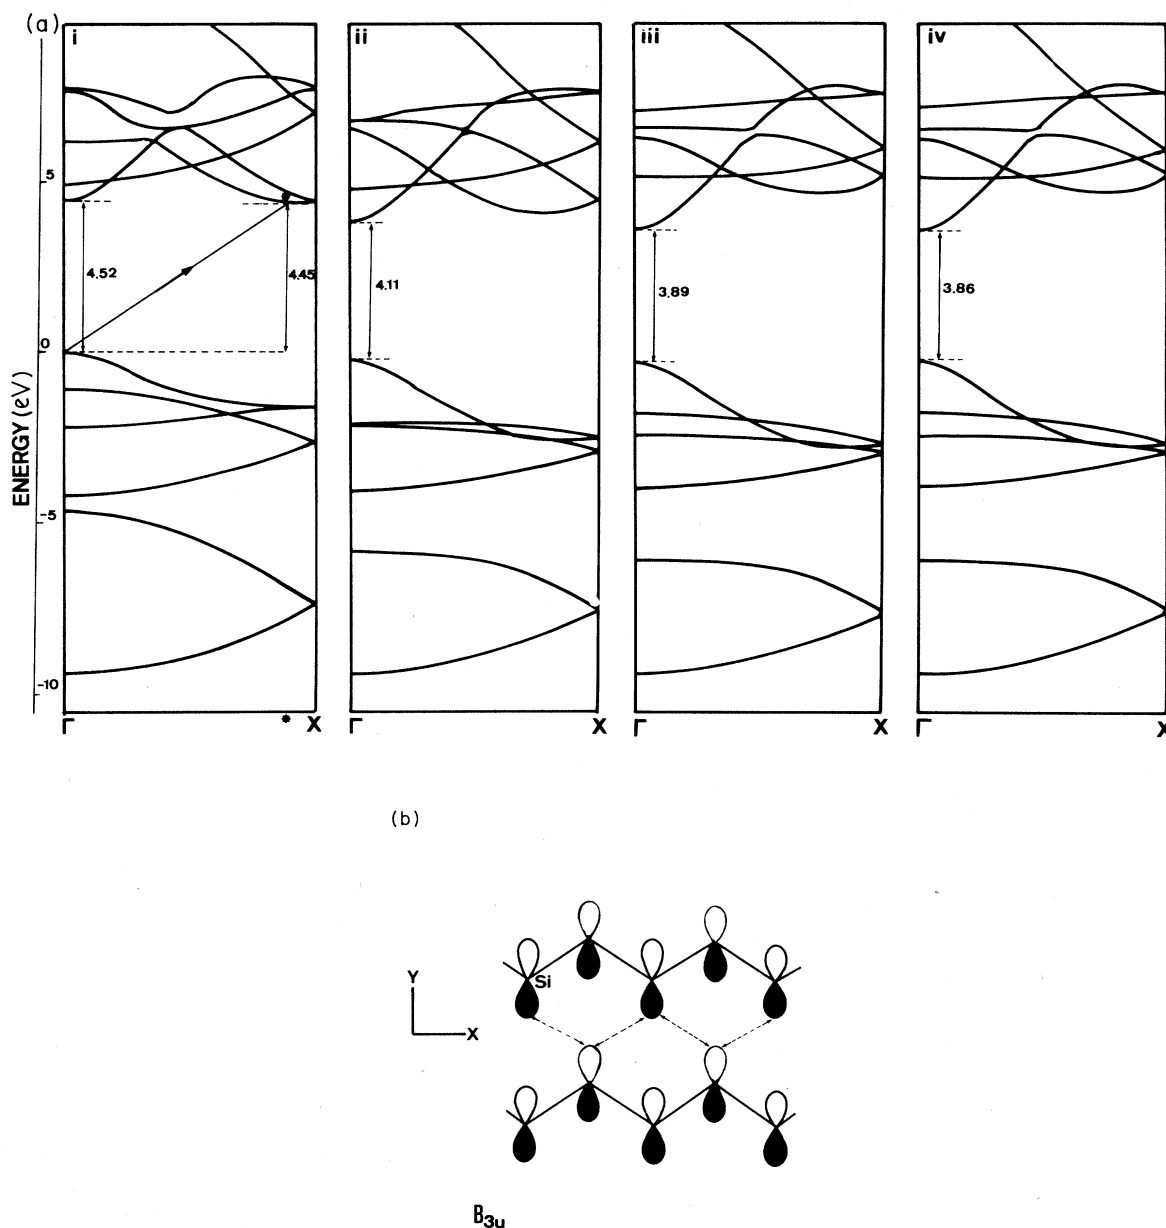 (a)
i
ii
iii
iv
5
4.52
4.45
4.11
3.89
3.86
0
ENERGY (eV)
-5
-10
Γ * X
Γ X
Γ X
Γ X
(b)
Y
Si
X
B3u